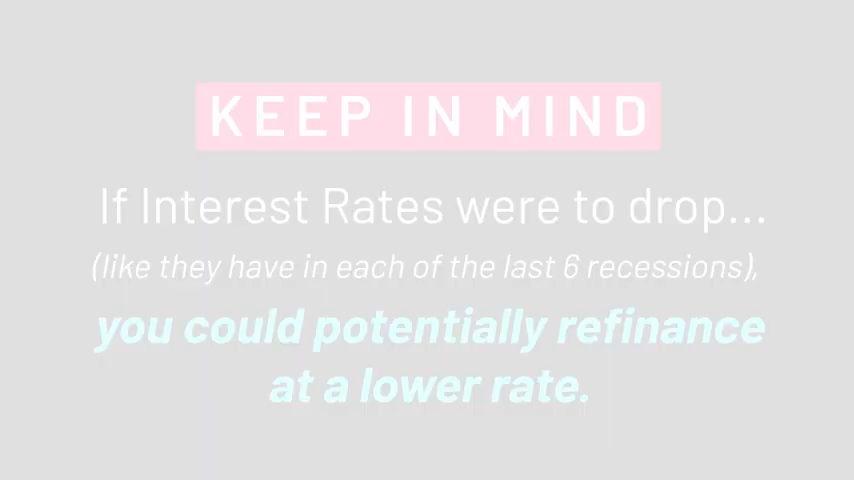 KEEP IN MIND
If Interest Rates were to drop...
(like they have in each of the last 6 recessions),
you could potentially refinance
at a lower rate.